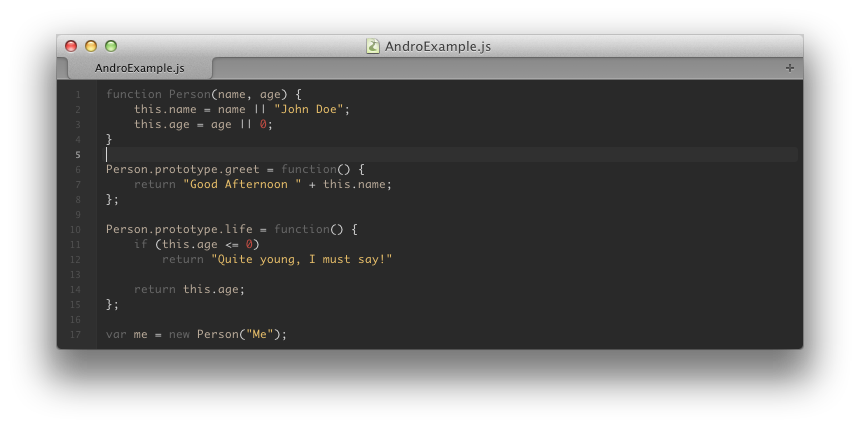 AndroExample.js
AndroExample.js +
1 function Person(name, age) {
2     this.name = name || "John Doe";
3     this.age = age || 0;
4 }
5
6 Person.prototype.greet = function() {
7     return "Good Afternoon " + this.name;
8 };
9
10 Person.prototype.life = function() {
11     if (this.age <= 0)
12         return "Quite young, I must say!"
13
14     return this.age;
15 };
16
17 var me = new Person("Me");